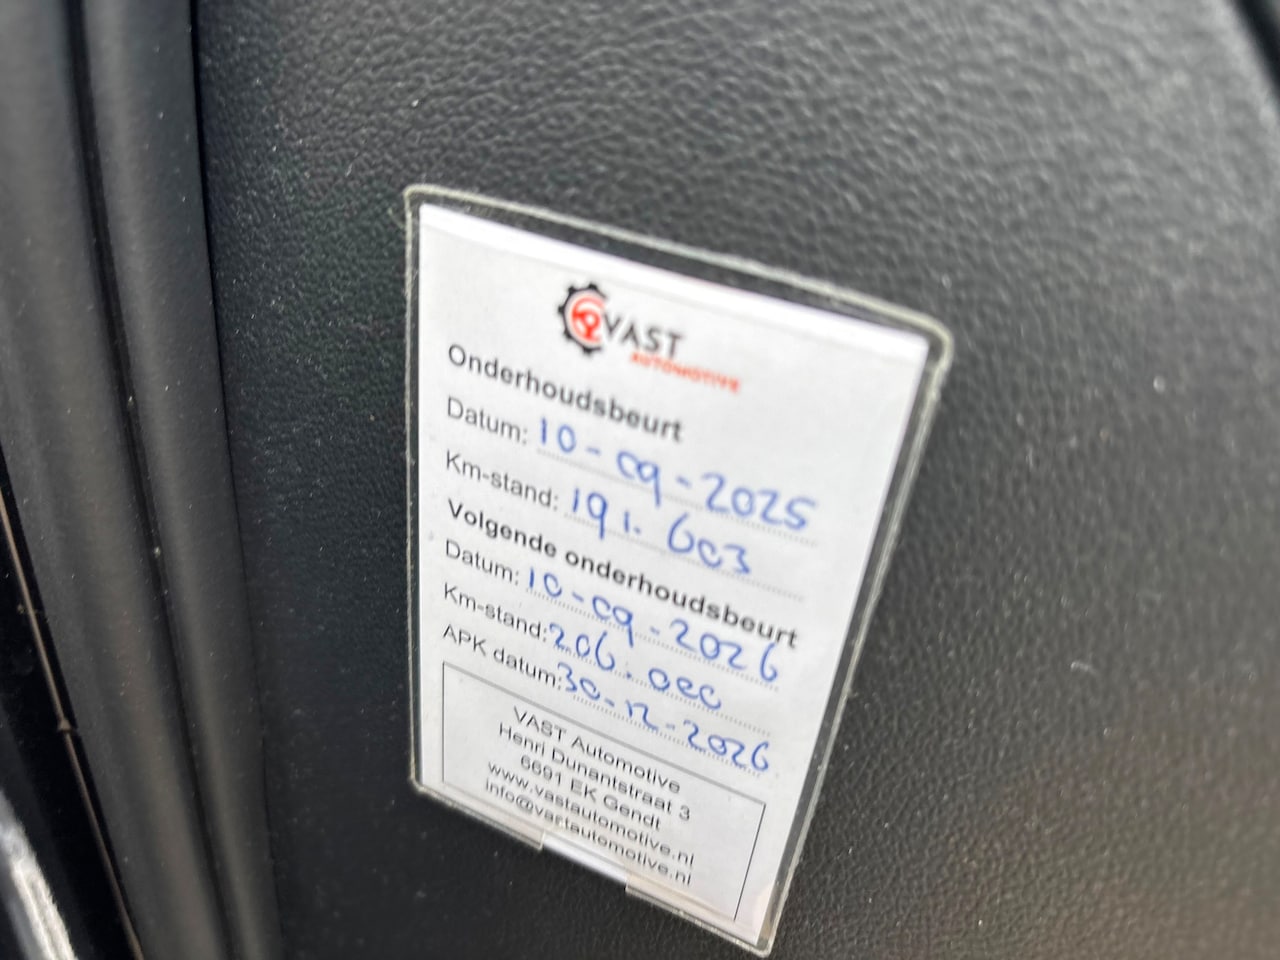 VAST
AUTOMOTIVE
Onderhoudsbeurt
Datum: 10-09-2025
Km-stand: 191.603
Volgende onderhoudsbeurt
Datum: 10-09-2026
Km-stand: 206.000
APK datum: 30-12-2026
VAST Automotive
Henri Dunantstraat 3
6691 EK Gendt
www.vastautomotive.nl
info@vartautomotive.nl